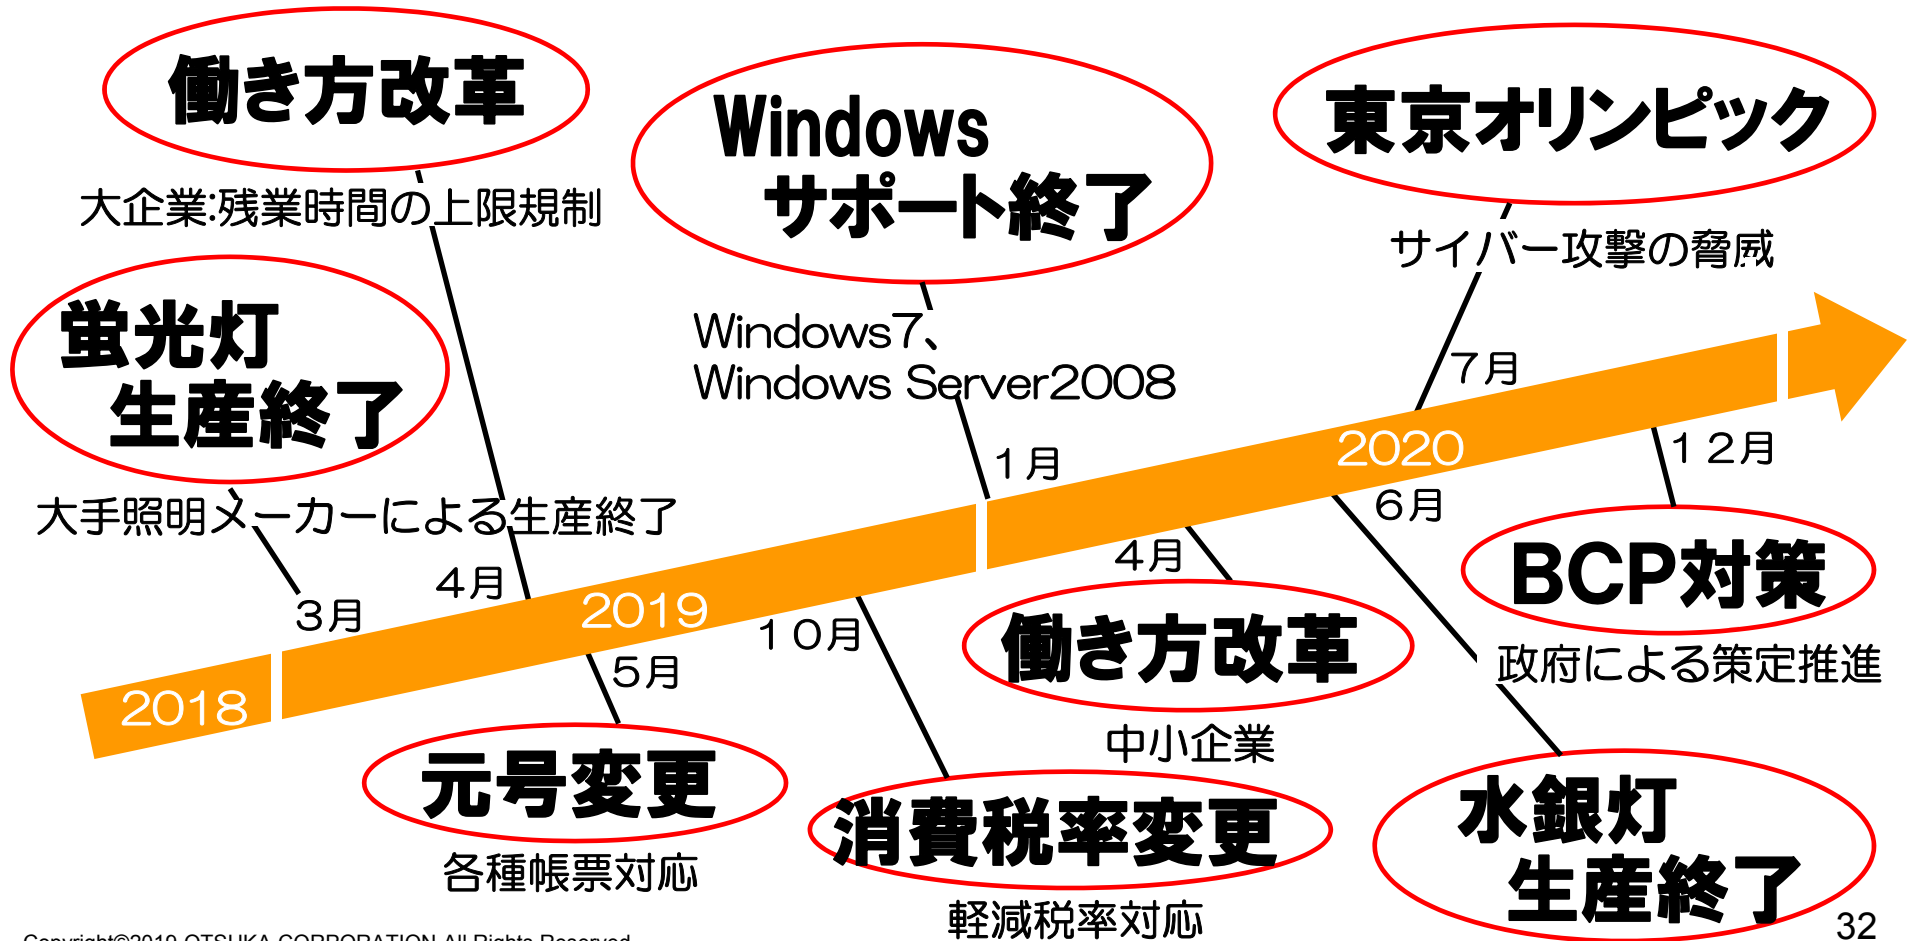 働き方改革
大企業:残業時間の上限規制
Windows
サポート終了
Windows7、
Windows Server2008
東京オリンピック
サイバー攻撃の脅威
蛍光灯
生産終了
大手照明メーカーによる生産終了
3月
4月
1月
7月
2018
2019
2020
5月
10月
4月
6月
12月
元号変更
各種帳票対応
消費税率変更
軽減税率対応
働き方改革
中小企業
BCP対策
政府による策定推進
水銀灯
生産終了
Copyright©2019 OTSUKA CORPORATION All Rights Reserved.
32